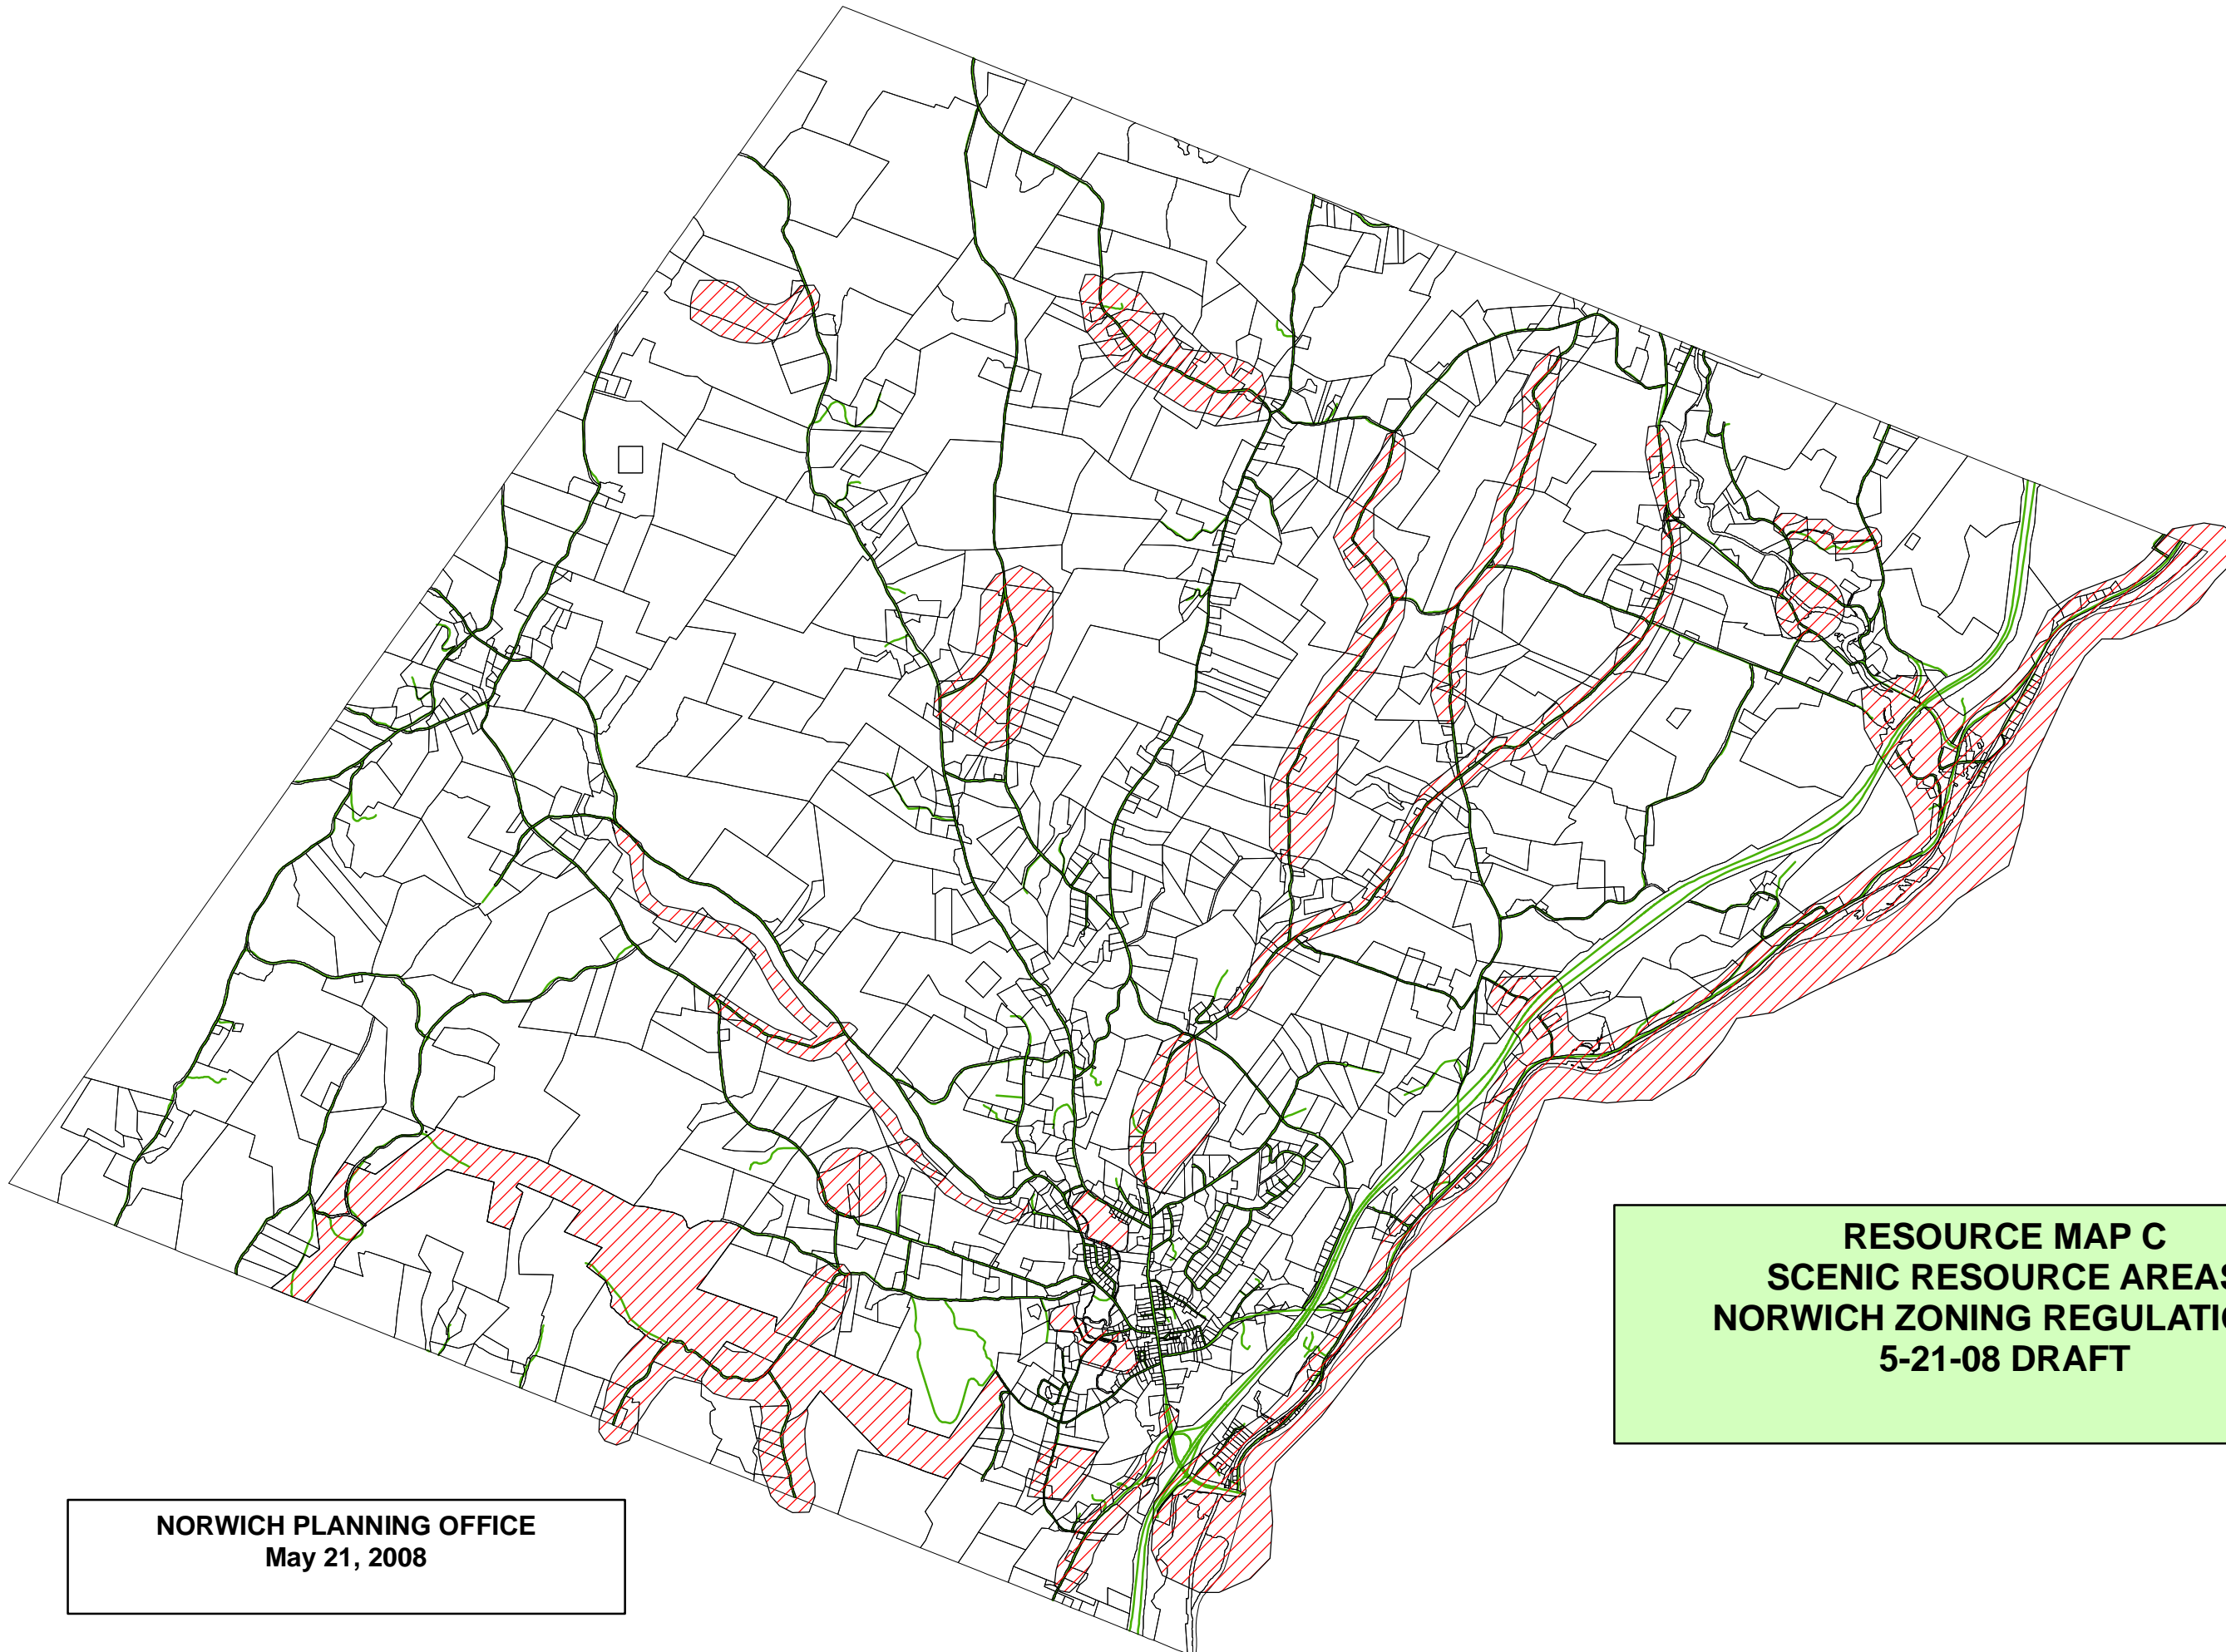 RESOURCE MAP C
SCENIC RESOURCE AREAS
NORWICH ZONING REGULATIO
5-21-08 DRAFT
NORWICH PLANNING OFFICE
May 21, 2008